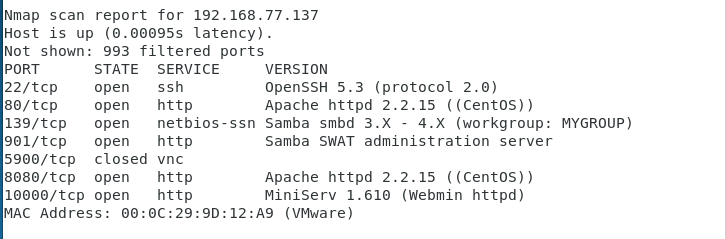 Nmap scan report for 192.168.77.137
Host is up (0.00095s latency).
Not shown: 993 filtered ports
PORT      STATE  SERVICE     VERSION
22/tcp    open   ssh         OpenSSH 5.3 (protocol 2.0)
80/tcp    open   http        Apache httpd 2.2.15 ((CentOS))
139/tcp   open   netbios-ssn Samba smbd 3.X - 4.X (workgroup: MYGROUP)
901/tcp   open   http        Samba SWAT administration server
5900/tcp  closed vnc
8080/tcp  open   http        Apache httpd 2.2.15 ((CentOS))
10000/tcp open   http        MiniServ 1.610 (Webmin httpd)
MAC Address: 00:0C:29:9D:12:A9 (VMware)